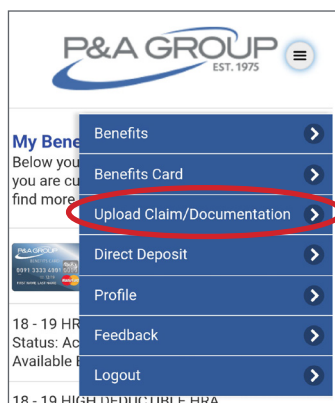 P&A GROUP
EST. 1975
My Bene
Below you
you are cu
find more
Benefits
Benefits Card
Upload Claim/Documentation
Direct Deposit
Profile
Feedback
Logout
P&A GROUP
18 - 19 HR
Status: Ac
Available B
18 - 19 HIGH DEDUCTIBLE HRA